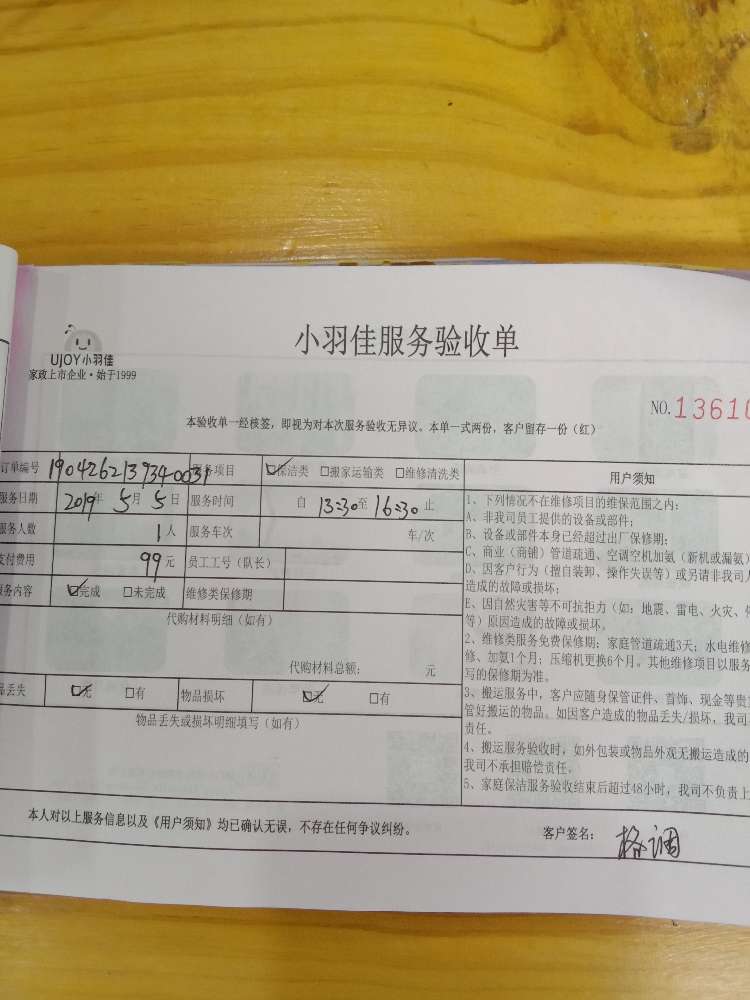 小羽佳服务验收单
UJOY小羽佳
家政上市企业·始于1999
NO.13610
本验收单一经核签，即视为对本次服务验收无异议。本单一式两份，客户留存一份（红）
订单编号 190426213934-0031 服务项目 ☑保洁类 □搬家运输类 □维修清洗类
服务日期 2019年 5月 5日 服务时间 自 13:30至 16:30 止
服务人数 1人 服务车次 车/次
支付费用 99元 员工工号（队长）
服务内容 ☑完成 □未完成 维修类保修期
代购材料明细（如有）
代购材料总额： 元
品丢失 ☑无 □有 物品损坏 ☑无 □有
物品丢失或损坏明细填写（如有）
用户须知
1、下列情况不在维修项目的维保范围之内：
A、非我司员工提供的设备或部件；
B、设备或部件本身已经超过出厂保修期；
C、商业（商铺）管道疏通、空调空机加氨（新机或漏氨）
D、因客户行为（擅自装卸、操作失误等）或另请非我司人
造成的故障或损坏；
E、因自然灾害等不可抗拒力（如：地震、雷电、火灾、
等）原因造成的故障或损坏。
2、维修类服务免费保修期：家庭管道疏通3天；水电维修
修、加氨1个月；压缩机更换6个月。其他维修项目以服务
写的保修期为准。
3、搬运服务中，客户应随身保管证件、首饰、现金等贵
管好搬运的物品。如因客户造成的物品丢失/损坏，我司
责任。
4、搬运服务验收时，如外包装或物品外观无搬运造成的
我司不承担赔偿责任。
5、家庭保洁服务验收结束后超过48小时，我司不负责上
本人对以上服务信息以及《用户须知》均已确认无误，不存在任何争议纠纷。
客户签名： 格调